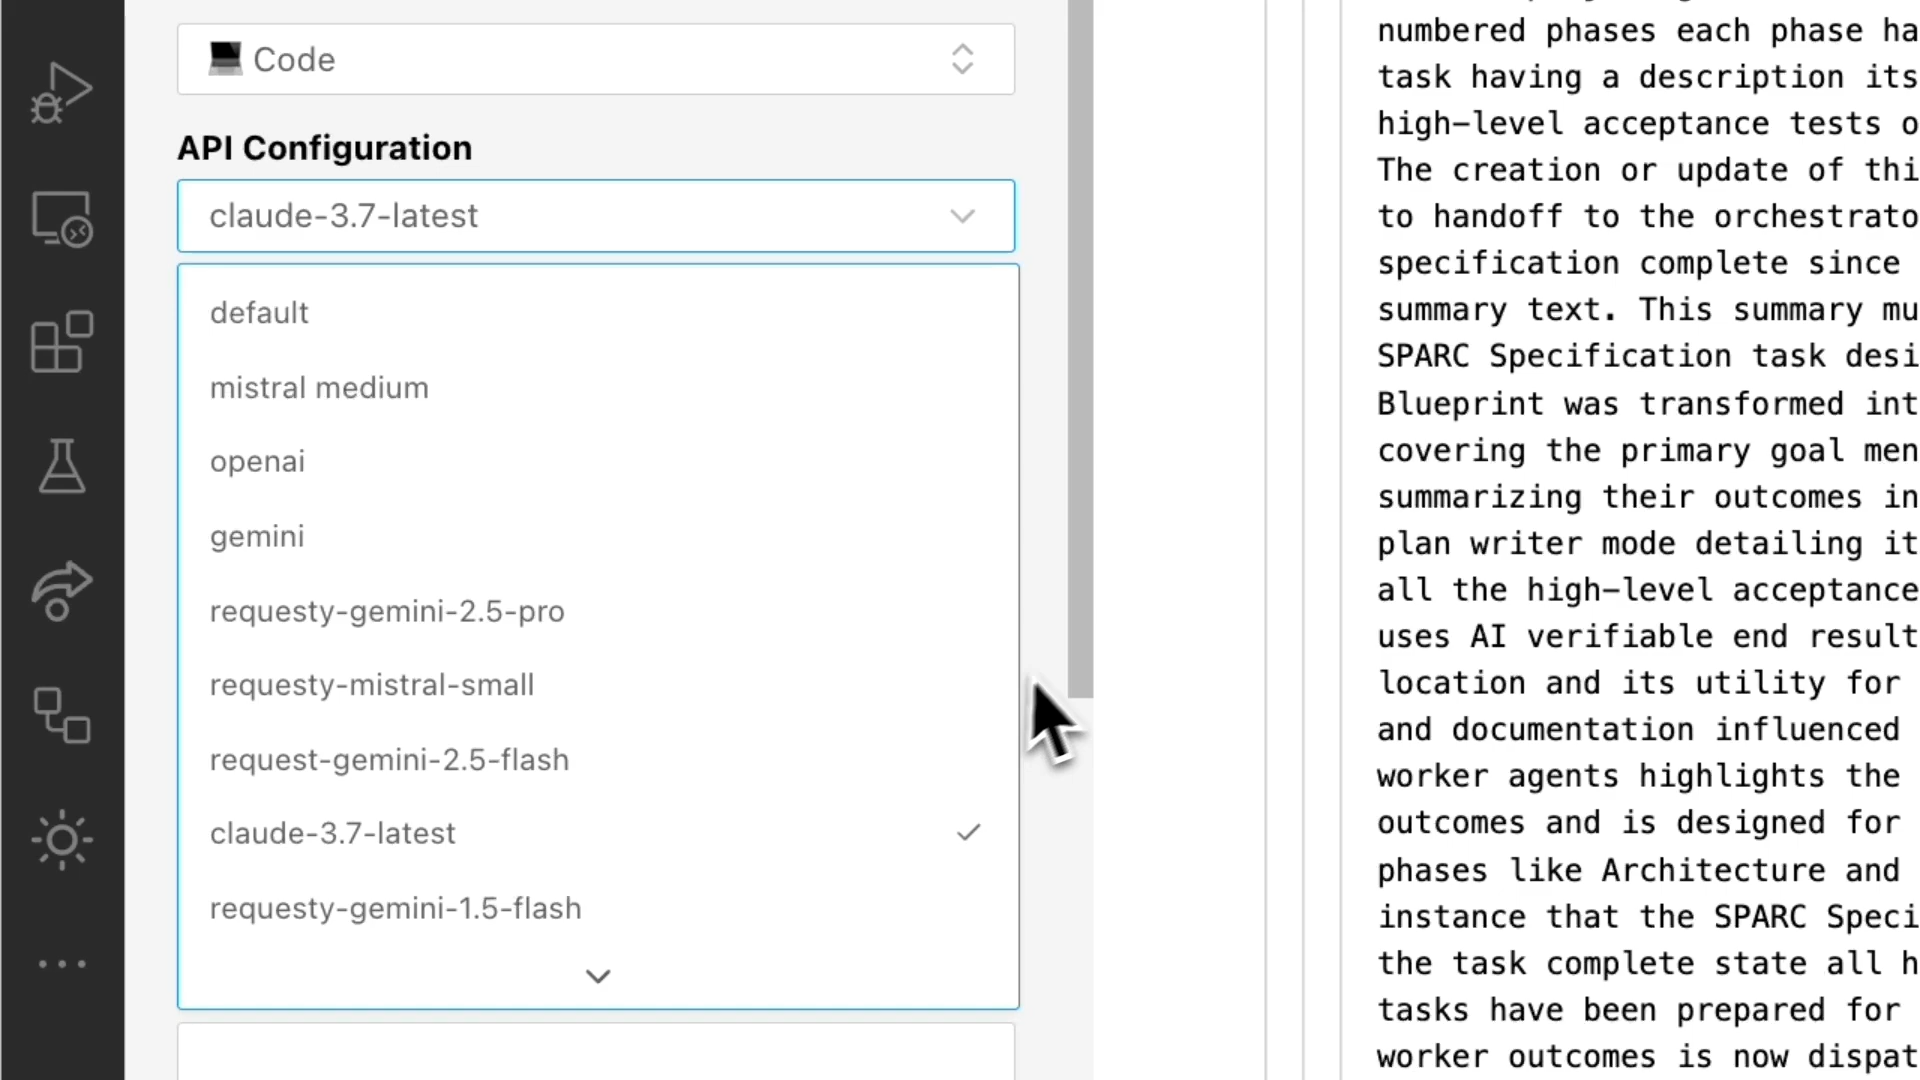 Code
API Configuration
claude-3.7-latest
default
mistral medium
openai
gemini
requesty-gemini-2.5-pro
requesty-mistral-small
request-gemini-2.5-flash
claude-3.7-latest
requesty-gemini-1.5-flash
numbered phases each phase ha
task having a description its
high-level acceptance tests o
The creation or update of thi
to handoff to the orchestrato
specification complete since
summary text. This summary mu
SPARC Specification task desi
Blueprint was transformed int
covering the primary goal men
summarizing their outcomes in
plan writer mode detailing it
all the high-level acceptance
uses AI verifiable end result
location and its utility for
and documentation influenced
worker agents highlights the
outcomes and is designed for
phases like Architecture and
instance that the SPARC Speci
the task complete state all h
tasks have been prepared for
worker outcomes is now dispat